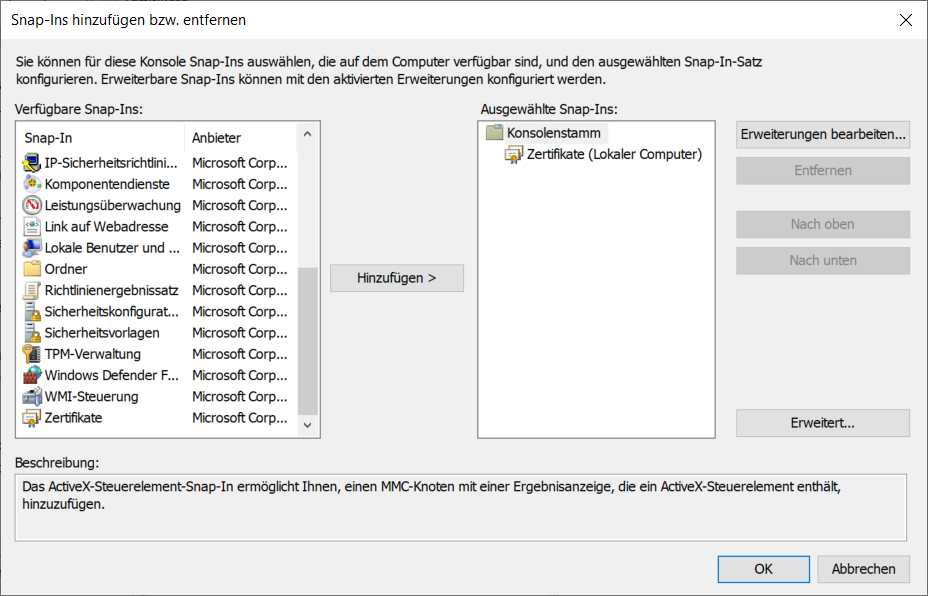 Snap-Ins hinzufügen bzw. entfernen
Sie können für diese Konsole Snap-Ins auswählen, die auf dem Computer verfügbar sind, und den ausgewählten Snap-In-Satz
konfigurieren. Erweiterbare Snap-Ins können mit den aktivierten Erweiterungen konfiguriert werden.
Verfügbare Snap-Ins:
Snap-In Anbieter
IP-Sicherheitsrichtlini... Microsoft Corp...
Komponentendienste Microsoft Corp...
Leistungsüberwachung Microsoft Corp...
Link auf Webadresse Microsoft Corp...
Lokale Benutzer und ... Microsoft Corp...
Ordner Microsoft Corp...
Richtlinienergebnissatz Microsoft Corp...
Sicherheitskonfigurat... Microsoft Corp...
Sicherheitsvorlagen Microsoft Corp...
TPM-Verwaltung Microsoft Corp...
Windows Defender F... Microsoft Corp...
WMI-Steuerung Microsoft Corp...
Zertifikate Microsoft Corp...
Hinzufügen >
Ausgewählte Snap-Ins:
Konsolenstamm
Zertifikate (Lokaler Computer)
Erweiterungen bearbeiten...
Entfernen
Nach oben
Nach unten
Erweitert...
Beschreibung:
Das ActiveX-Steuerelement-Snap-In ermöglicht Ihnen, einen MMC-Knoten mit einer Ergebnisanzeige, die ein ActiveX-Steuerelement enthält,
hinzuzufügen.
OK
Abbrechen